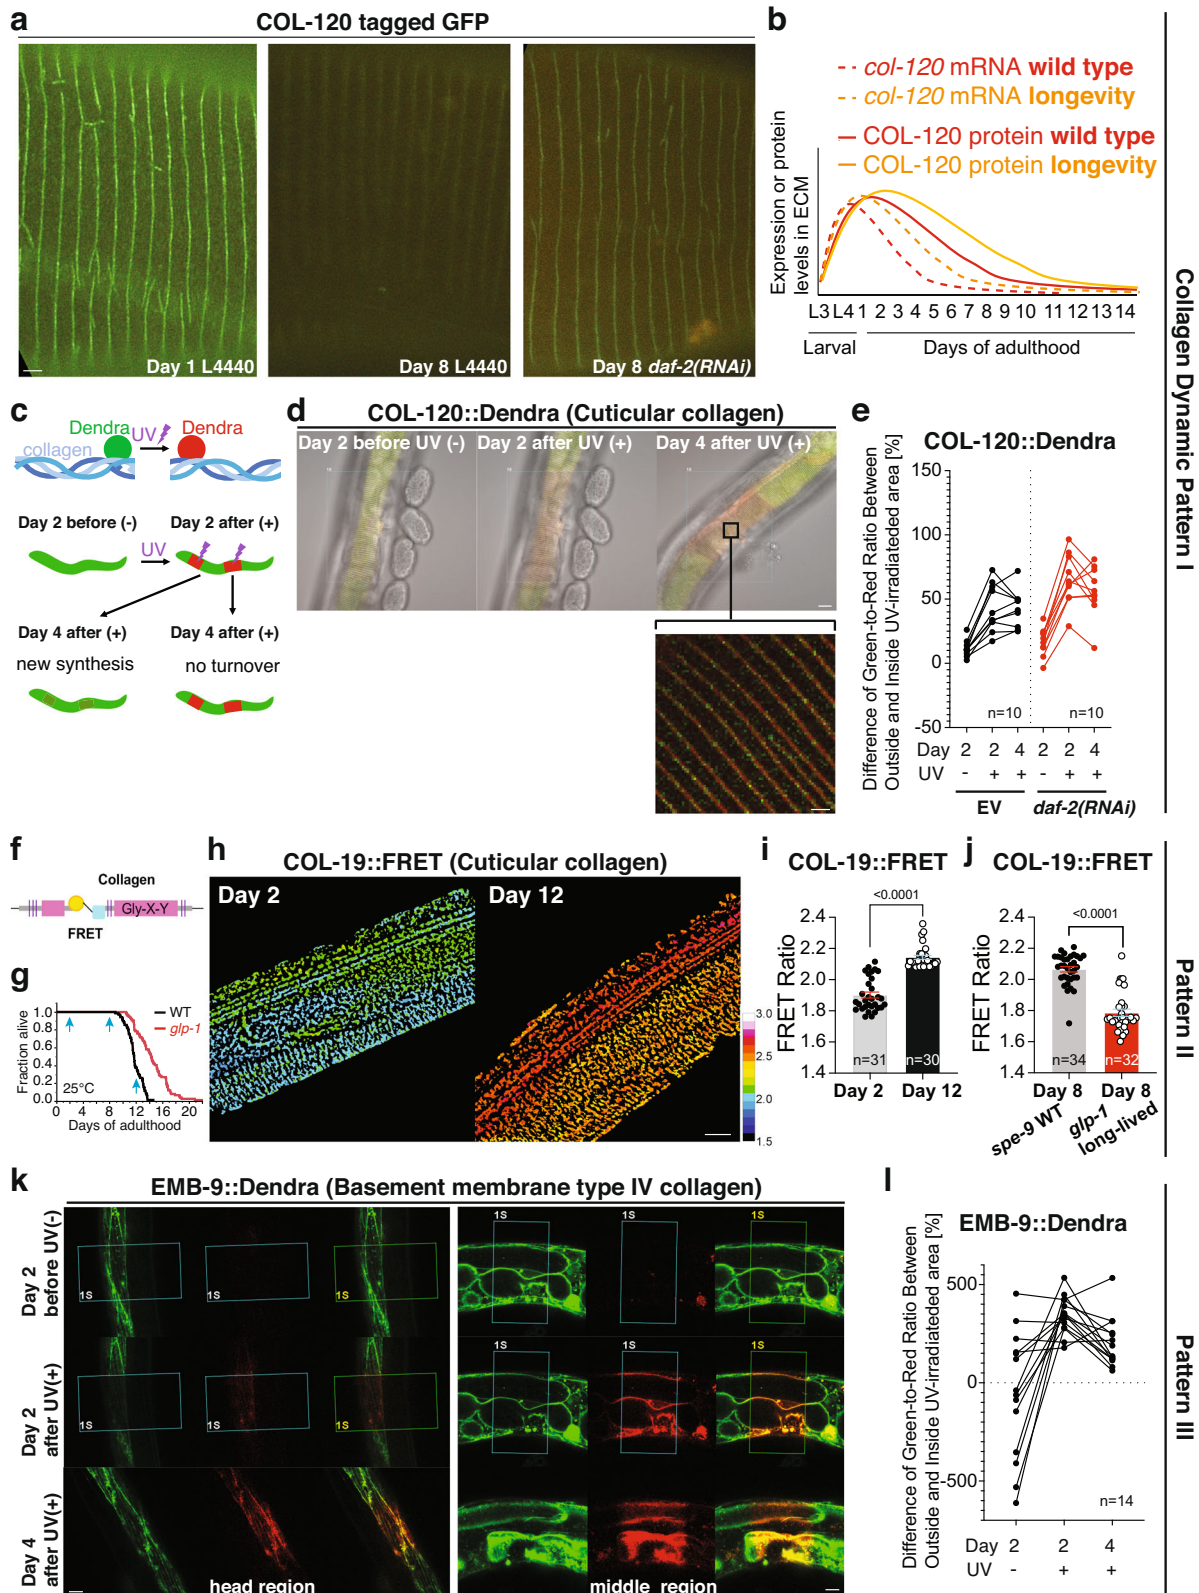 a
COL-120 tagged GFP
Day 1 L4440
Day 8 L4440
Day 8 daf-2(RNAi)
b
col-120 mRNA wild type
col-120 mRNA longevity
COL-120 protein wild type
COL-120 protein longevity
Expression or protein
levels in ECM
L3 L4 1 2 3 4 5 6 7 8 9 10 11 12 13 14
Larval
Days of adulthood
Collagen Dynamic Pattern I
c
Dendra UV Dendra
collagen
Day 2 before (-) Day 2 after (+)
UV
Day 4 after (+) Day 4 after (+)
new synthesis no turnover
d
COL-120::Dendra (Cuticular collagen)
Day 2 before UV (-)
Day 2 after UV (+)
Day 4 after UV (+)
e
COL-120::Dendra
Difference of Green-to-Red Ratio Between
Outside and Inside UV-irradiateded area [%]
150
100
50
0
-50
n=10 n=10
Day 2 2 4 2 2 4
UV - + + - + +
EV daf-2(RNAi)
f
Collagen
Gly-X-Y
FRET
g
Fraction alive
1.0
0.8
0.6
0.4
0.2
0.0
WT
glp-1
25°C
0 4 8 12 16 20
Days of adulthood
h
COL-19::FRET (Cuticular collagen)
Day 2
Day 12
3.0
2.5
2.0
1.5
i
COL-19::FRET
<0.0001
FRET Ratio
2.4
2.2
2.0
1.8
1.6
1.4
n=31 n=30
Day 2 Day 12
j
COL-19::FRET
<0.0001
FRET Ratio
2.4
2.2
2.0
1.8
1.6
1.4
n=34 n=32
Day 8 Day 8
spe-9 WT
glp-1
long-lived
Pattern II
k
EMB-9::Dendra (Basement membrane type IV collagen)
Day 2
before UV(-)
1S
1S
1S
1S
1S
Day 2
after UV(+)
1S
1S
1S
1S
1S
Day 4
after UV(+)
head region
middle region
l
EMB-9::Dendra
Difference of Green-to-Red Ratio Between
Outside and Inside UV-irradiateded area [%]
500
0
-500
n=14
Day 2 2 4
UV - + +
Pattern III